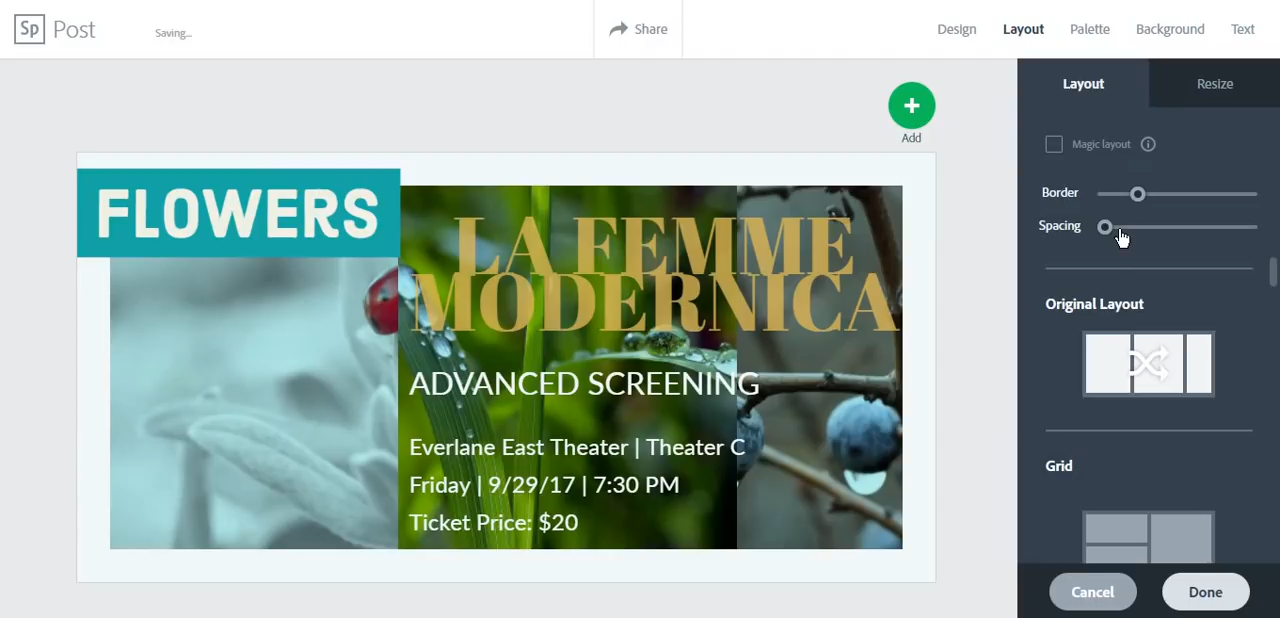 Sp Post
Saving...
Share
Design Layout Palette Background Text
Layout Resize
Add
Magic layout i
Border
Spacing
FLOWERS
LA FEMME
MODERNICA
ADVANCED SCREENING
Everlane East Theater | Theater C
Friday | 9/29/17 | 7:30 PM
Ticket Price: $20
Original Layout
Grid
Cancel Done